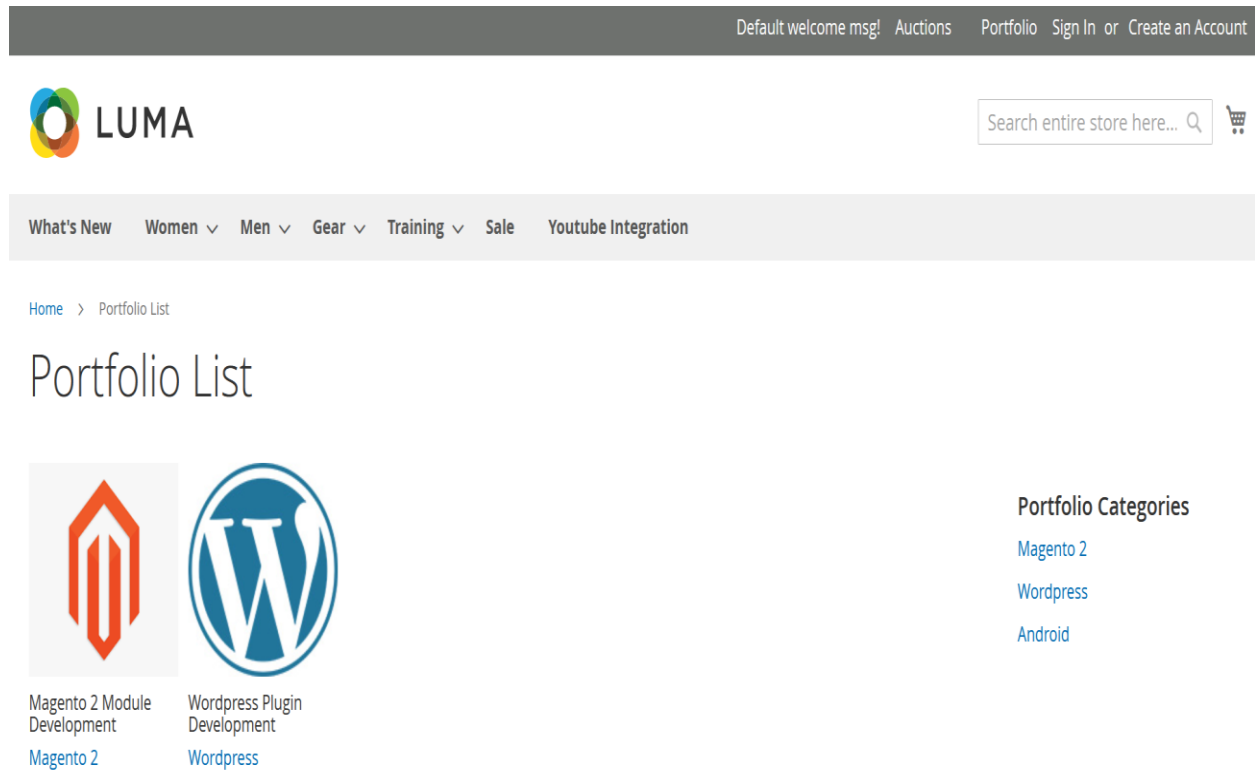 Default welcome msg! Auctions Portfolio Sign In or Create an Account
LUMA
Search entire store here...
What's New Women Men Gear Training Sale Youtube Integration
Home > Portfolio List
Portfolio List
Magento 2 Module
Development
Magento 2
Wordpress Plugin
Development
Wordpress
Portfolio Categories
Magento 2
Wordpress
Android